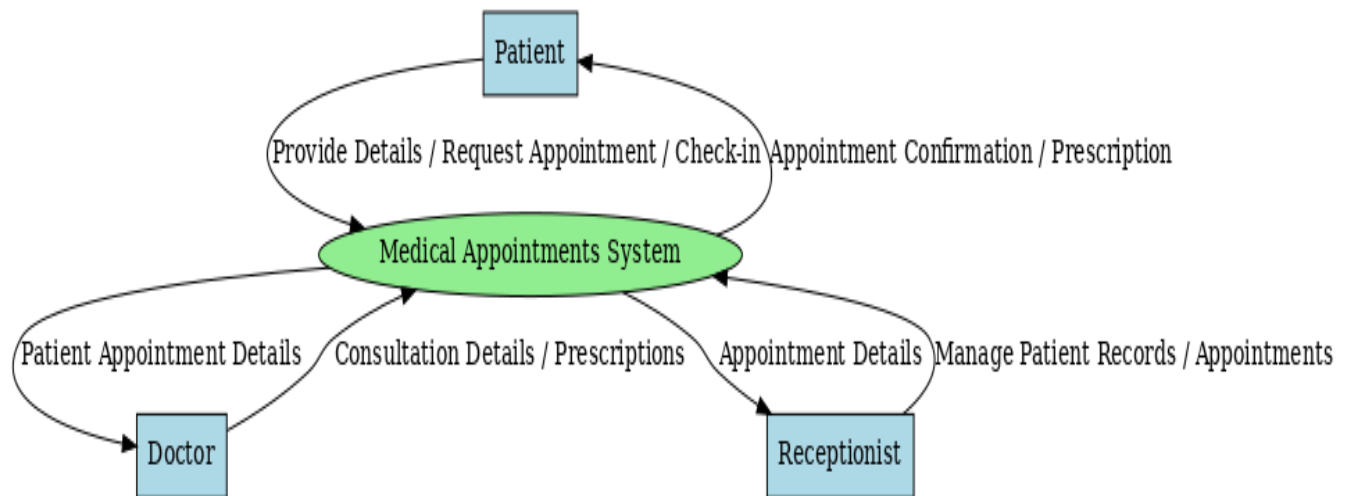 Patient
Provide Details / Request Appointment / Check-in
Appointment Confirmation / Prescription
Medical Appointments System
Patient Appointment Details
Consultation Details / Prescriptions
Appointment Details
Manage Patient Records / Appointments
Doctor
Receptionist